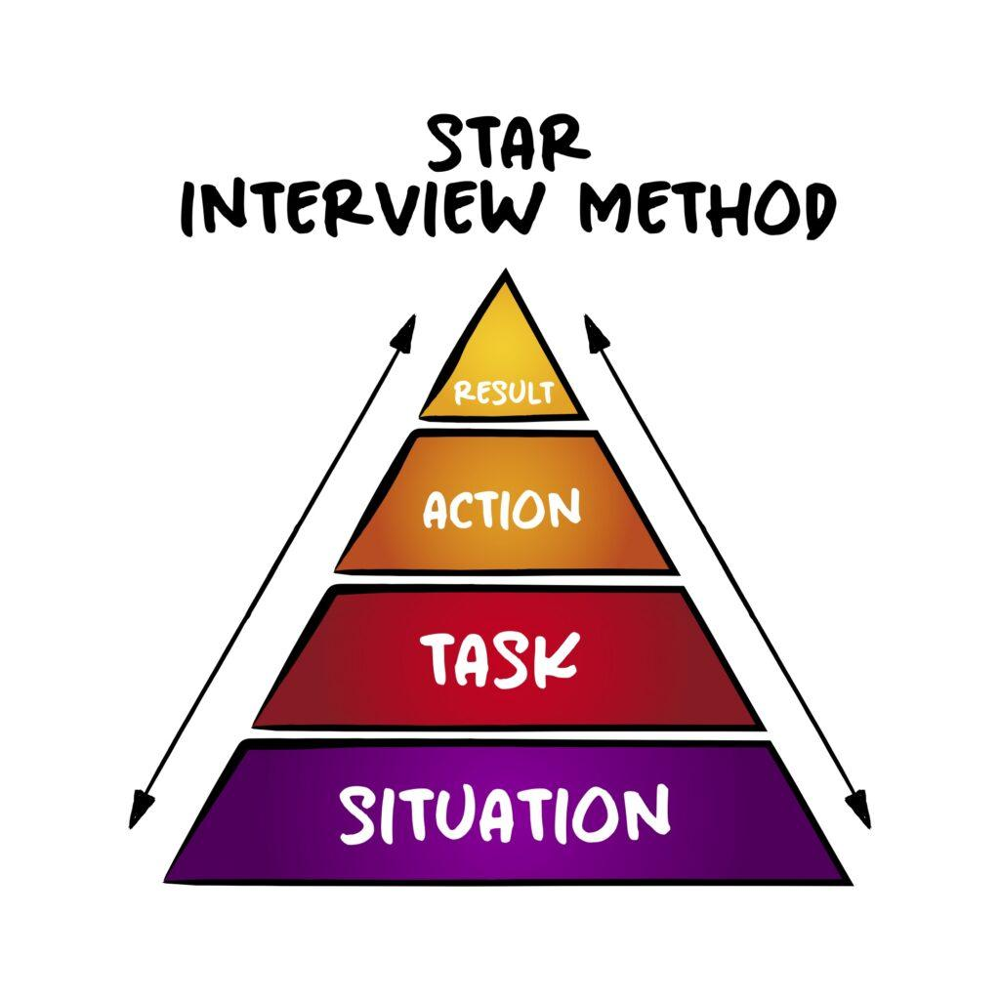 STAR
INTERVIEW METHOD
RESULT
ACTION
TASK
SITUATION